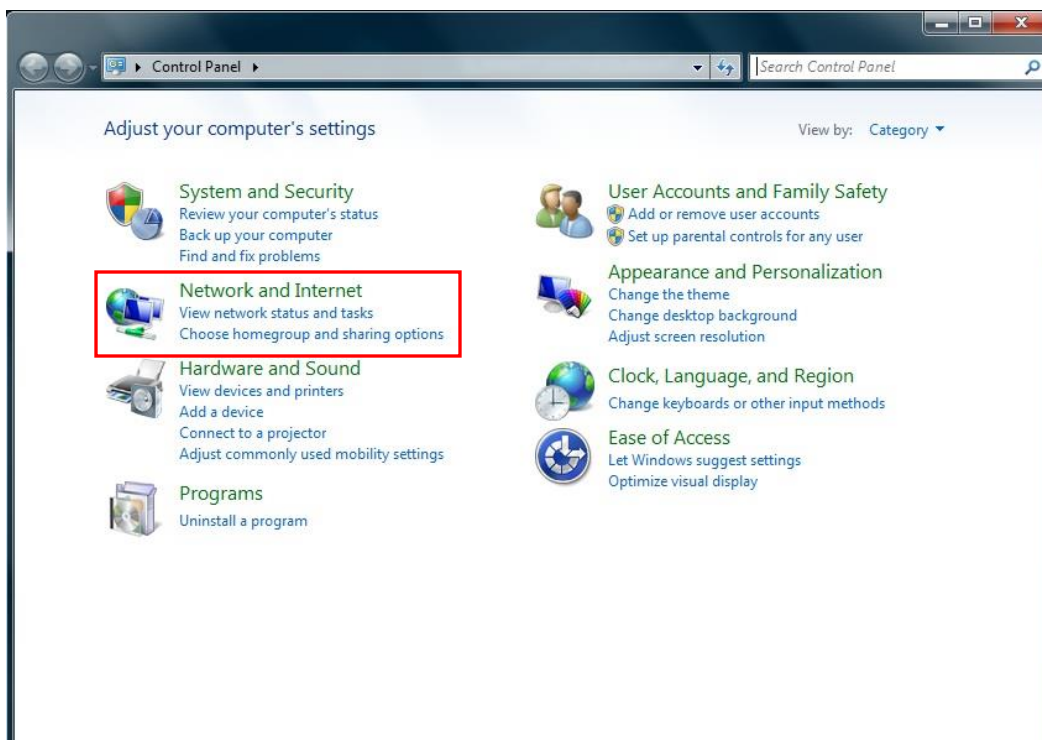 Control Panel
Search Control Panel
Adjust your computer's settings
View by: Category
System and Security
Review your computer's status
Back up your computer
Find and fix problems
Network and Internet
View network status and tasks
Choose homegroup and sharing options
Hardware and Sound
View devices and printers
Add a device
Connect to a projector
Adjust commonly used mobility settings
Programs
Uninstall a program
User Accounts and Family Safety
Add or remove user accounts
Set up parental controls for any user
Appearance and Personalization
Change the theme
Change desktop background
Adjust screen resolution
Clock, Language, and Region
Change keyboards or other input methods
Ease of Access
Let Windows suggest settings
Optimize visual display